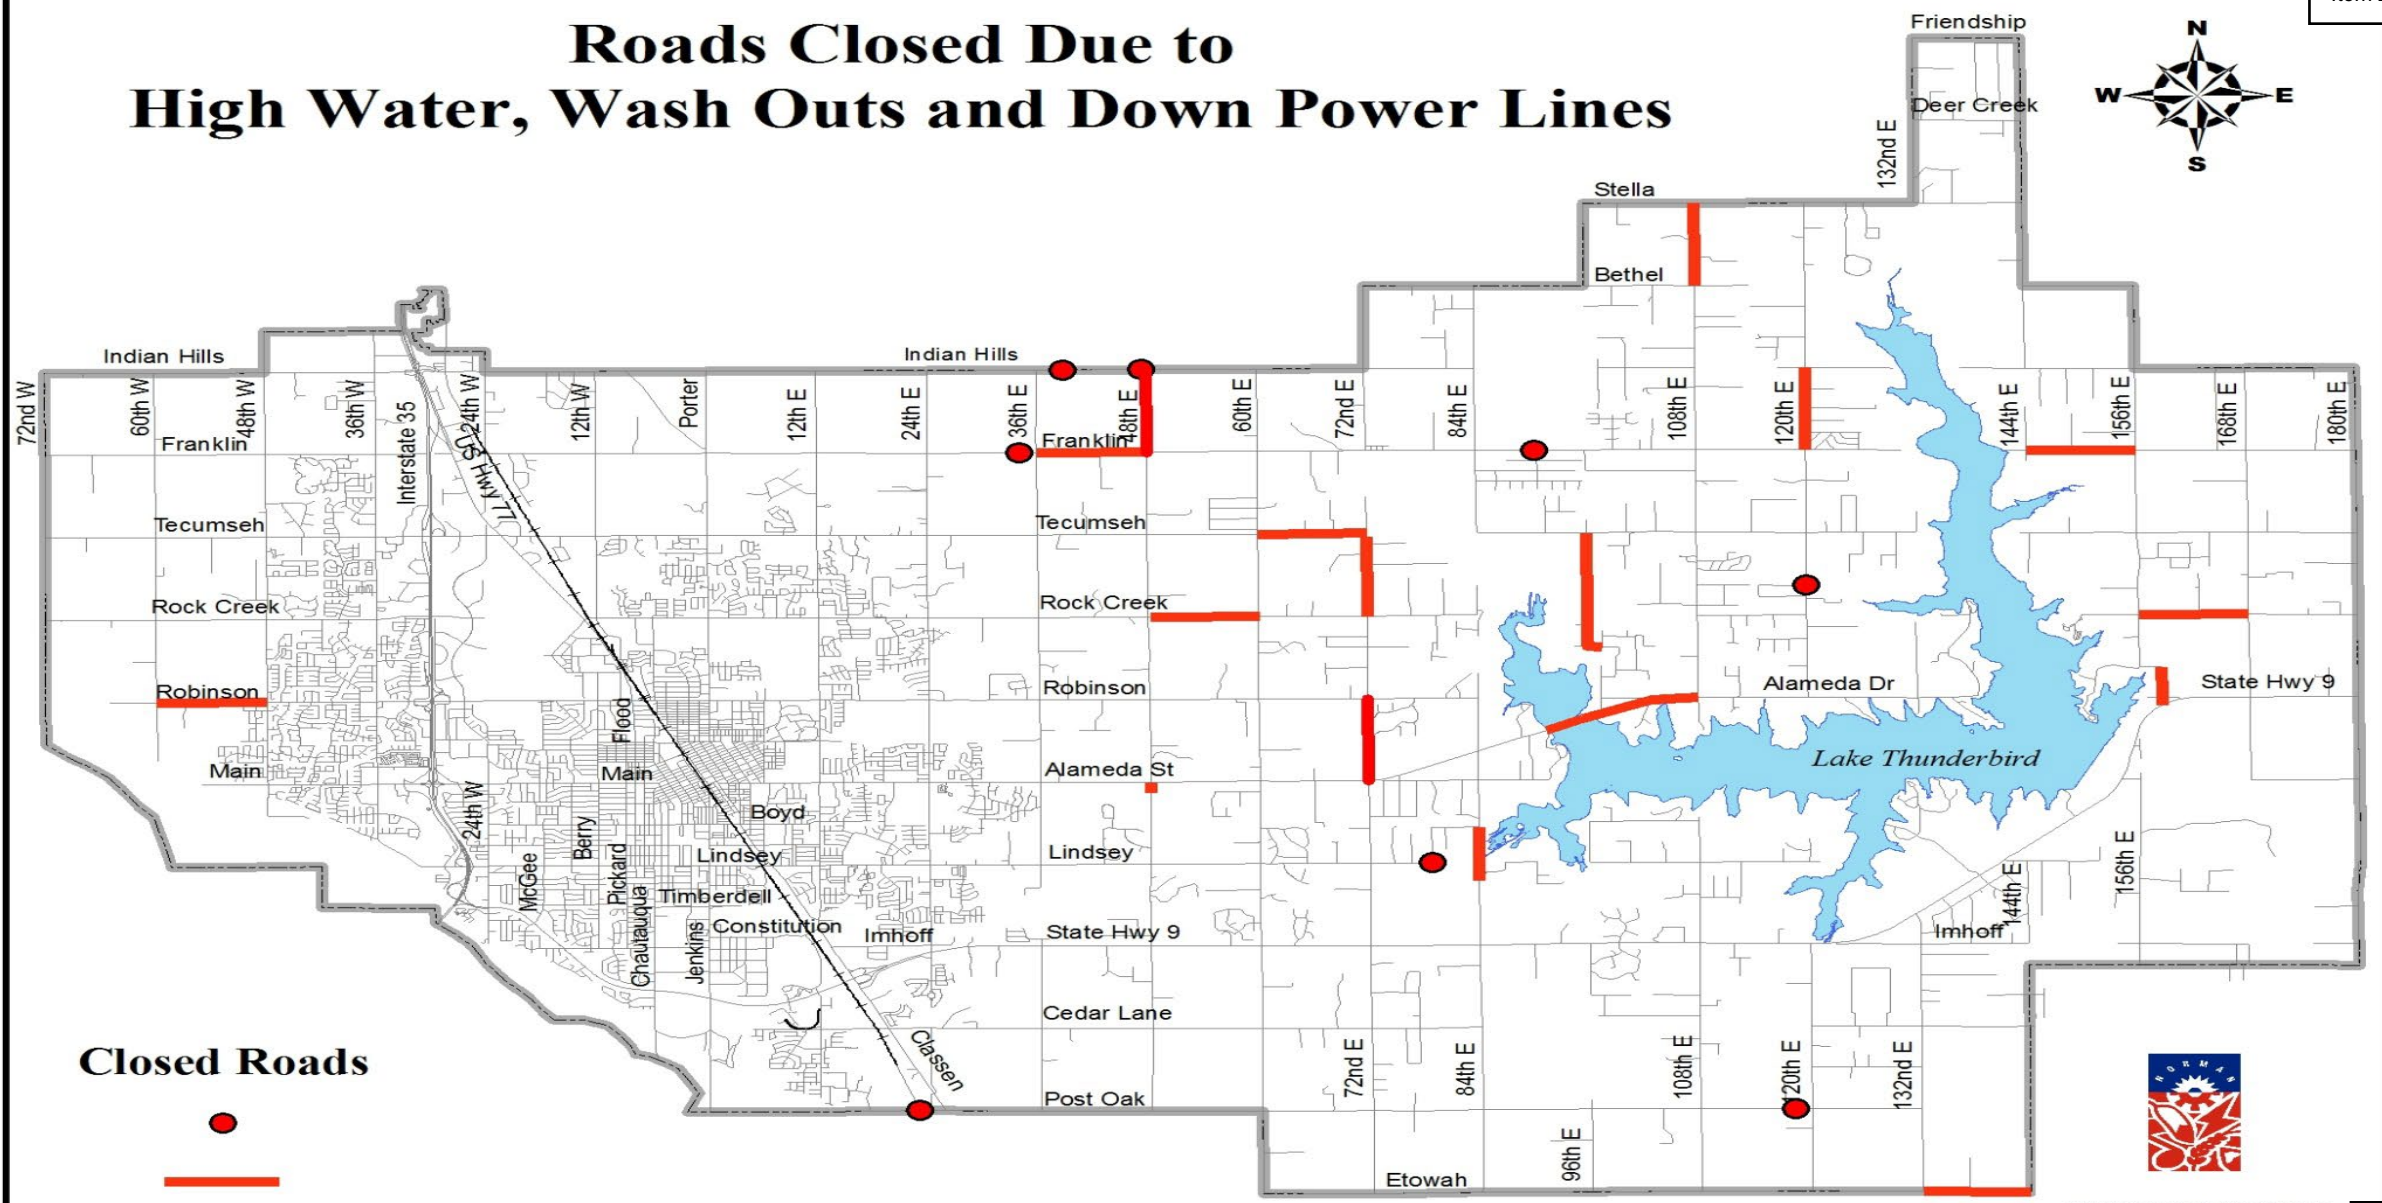 Roads Closed Due to
High Water, Wash Outs and Down Power Lines
Friendship
N
W
E
S
Deer Creek
132nd E
Stella
Bethel
Indian Hills
Indian Hills
72nd W
60th W
48th W
36th W
Interstate 35
24th W
US Hwy 77
12th W
Porter
12th E
24th E
36th E
48th E
60th E
72nd E
84th E
108th E
120th E
144th E
156th E
168th E
180th E
Franklin
Franklin
Tecumseh
Tecumseh
Rock Creek
Rock Creek
Robinson
Robinson
Alameda Dr
State Hwy 9
Flood
Main
Main
Alameda St
Lake Thunderbird
24th W
Boyd
Berry
Lindsey
Lindsey
McGee
Pickard
Chautauqua
Timberdell
Jenkins
Constitution
Imhoff
State Hwy 9
156th E
144th E
Imhoff
Cedar Lane
Classen
72nd E
84th E
108th E
120th E
132nd E
Post Oak
96th E
Etowah
Closed Roads
NORMAN